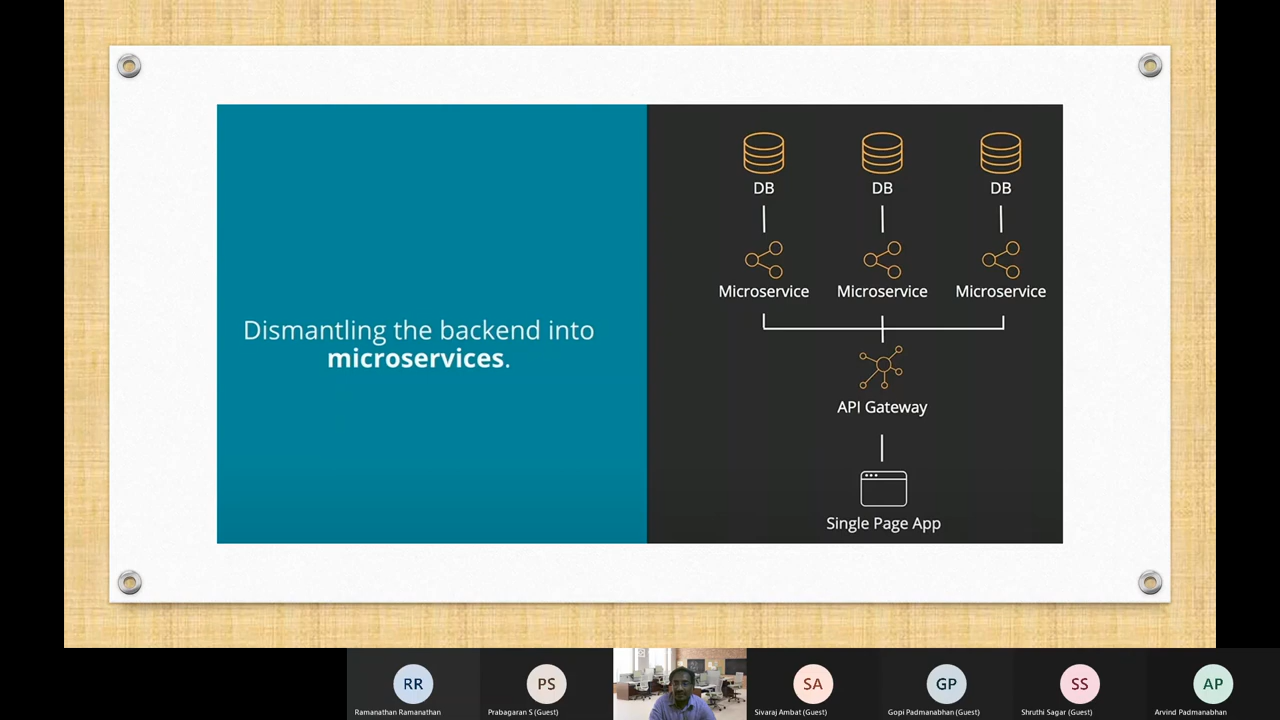 Dismantling the backend into
microservices.
DB DB DB
Microservice Microservice Microservice
API Gateway
Single Page App
RR PS SA GP SS AP
Ramanathan Ramanathan Prabagaran S (Guest) Sivaraj Ambat (Guest) Gopi Padmanabhan (Guest) Shruthi Sagar (Guest) Arvind Padmanabhan